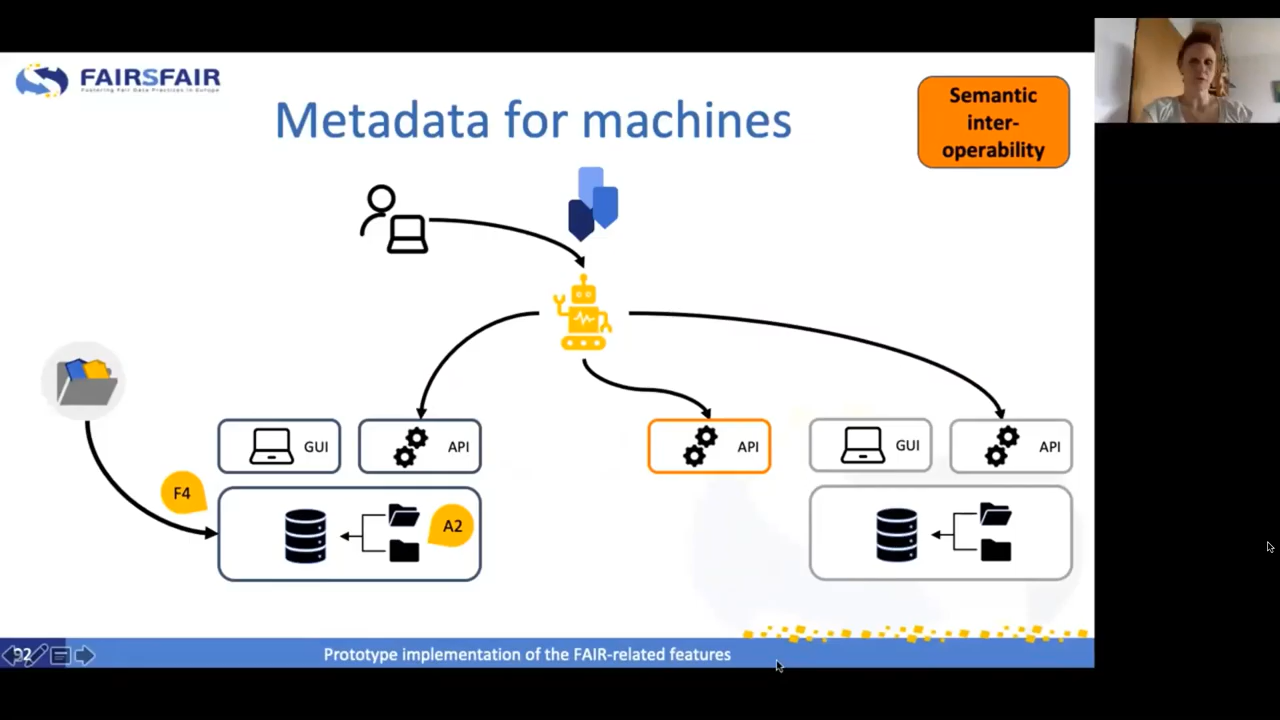 FAIRSFAIR
Fostering Fair Data Practices in Europe
Metadata for machines
Semantic
inter-
operability
GUI
API
API
GUI
API
F4
A2
92
Prototype implementation of the FAIR-related features